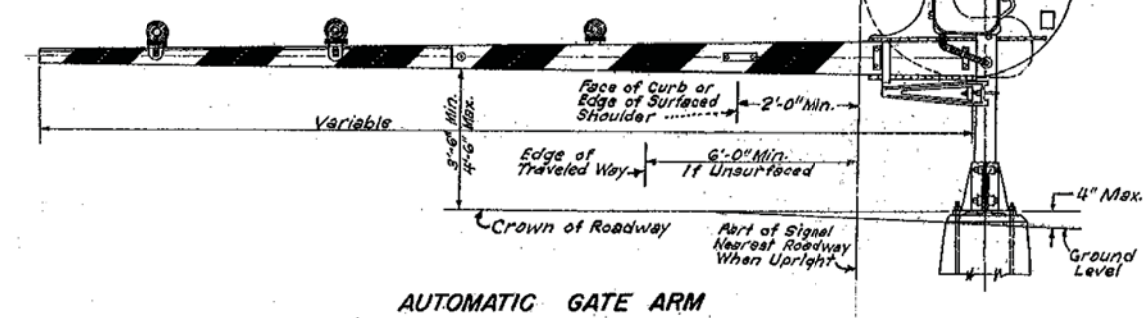 Face of Curb or
Edge of Surfaced
Shoulder
2'-0" Min.
Variable
3'-6" Min.
4'-6" Max.
Edge of
Traveled Way
6'-0" Min.
If Unsurfaced
4" Max.
Crown of Roadway
Part of Signal
Nearest Roadway
When Upright
Ground
Level
AUTOMATIC GATE ARM